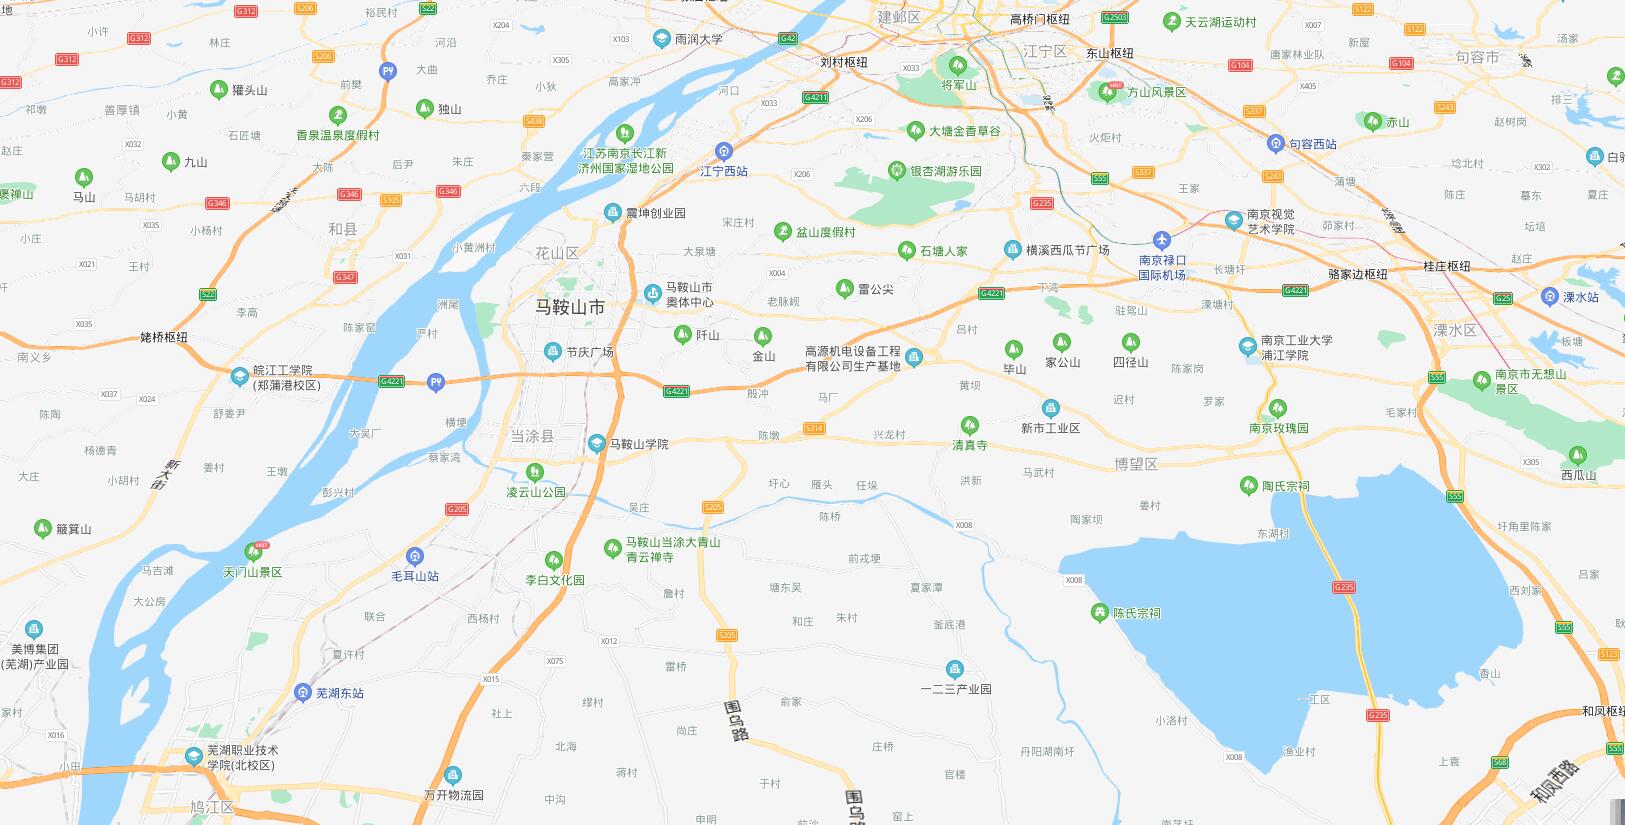 G312
S206
裕民村
S22
建邺区
高桥门枢纽
G2503
天云湖运动村
S122
小许
G312
林庄
X204
河沿
X103
雨润大学
G42
江宁区
东山枢纽
X007
新屋
S122
汤家
唐家林业队
句容市
G312
S206
X305
刘村枢纽
X033
G104
G104
G312
前樊
大曲
乔庄
高家冲
将军山
小狄
河口
方山风景区
X405
獾头山
祁墩
善厚镇
小黄
独山
X033
G4211
S337
S243
排三
香泉温泉度假村
S438
X206
大塘金香草谷
赤山
赵树岗
石匠塘
火炬村
赵庄
X032
秦家营
江苏南京长江新
济州国家湿地公园
江宁西站
句容西站
九山
大陈
后尹
朱庄
X206
银杏湖游乐园
S55
S337
S243
埝北村
X302
马山
马胡村
G346
G346
S105
六段
王家
蒲塘
陈庄
墓东
夏庄
褒禅山
G346
G235
X035
小杨村
和县
震坤创业园
宋庄村
盆山度假村
南京视觉
艺术学院
茆家村
坛培
小庄
小黄洲村
花山区
大泉塘
石塘人家
横溪西瓜节广场
南京禄口
国际机场
X021
王村
X031
G347
X004
长塘圩
骆家边枢纽
桂庄枢纽
赵庄
S22
洲尾
马鞍山市
马鞍山市
奥体中心
老脉岘
雷公尖
G4221
下湾
G4221
G25
溧水站
李高
驻驾山
溧塘村
X035
陈家窑
严村
阡山
金山
吕村
溧水区
姥桥枢纽
节庆广场
高源机电设备工程
有限公司生产基地
毕山
家公山
四径山
南京工业大学
浦江学院
板塘
南义乡
皖江工学院
(郑蒲港校区)
G4221
G4221
黄坝
陈家岗
S55
南京市无想山
景区
X037
X024
殷冲
马厂
迟村
罗家
陈陶
舒姜尹
横埂
新市工业区
毛家村
杨德青
大吴厂
当涂县
马鞍山学院
陈墩
S314
兴龙村
清真寺
南京玫瑰园
大庄
小胡村
姜村
王墩
蔡家湾
马武村
博望区
X305
西瓜山
新大街
彭兴村
凌云山公园
圩心
雁头
任垛
洪新
陶氏宗祠
S55
簸箕山
G205
吴庄
S205
陈桥
X008
陶家坝
姜村
圩角里陈家
马吉滩
天门山景区
毛耳山站
李白文化园
马鞍山当涂大青山
青云禅寺
前戎埂
东湖村
大公房
詹村
塘东吴
夏家潭
X008
G235
吕家
西刘家
联合
西杨村
和庄
朱村
釜底港
陈氏宗祠
S55
美博集团
(芜湖)产业园
夏许村
X012
S205
X075
雷桥
一二三产业园
香山
S123
芜湖东站
X015
缪村
俞家
一工区
家村
X016
社上
尚庄
围乌路
小洛村
G235
和凤枢纽
芜湖职业技术
学院(北校区)
北海
庄桥
丹阳湖南圩
X008
渔业村
S55
小田
蒋村
于村
官楼
上袁
S68
和凤西路
鸠江区
万开物流园
中沟
围乌路
申明
窑上